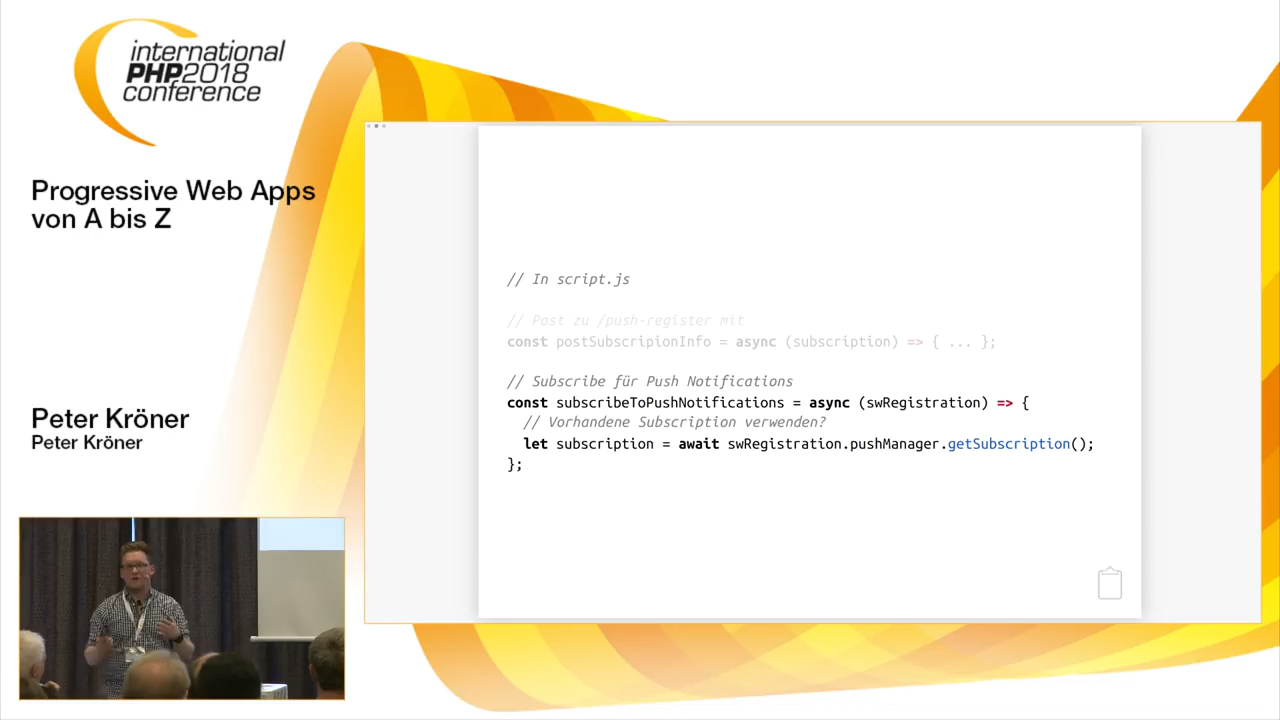 international
PHP2018
conference
Progressive Web Apps
von A bis Z
Peter Kröner
Peter Kröner
// In script.js
// Post zu /push-register mit
const postSubscripionInfo = async (subscription) => { ... };
// Subscribe für Push Notifications
const subscribeToPushNotifications = async (swRegistration) => {
// Vorhandene Subscription verwenden?
let subscription = await swRegistration.pushManager.getSubscription();
};